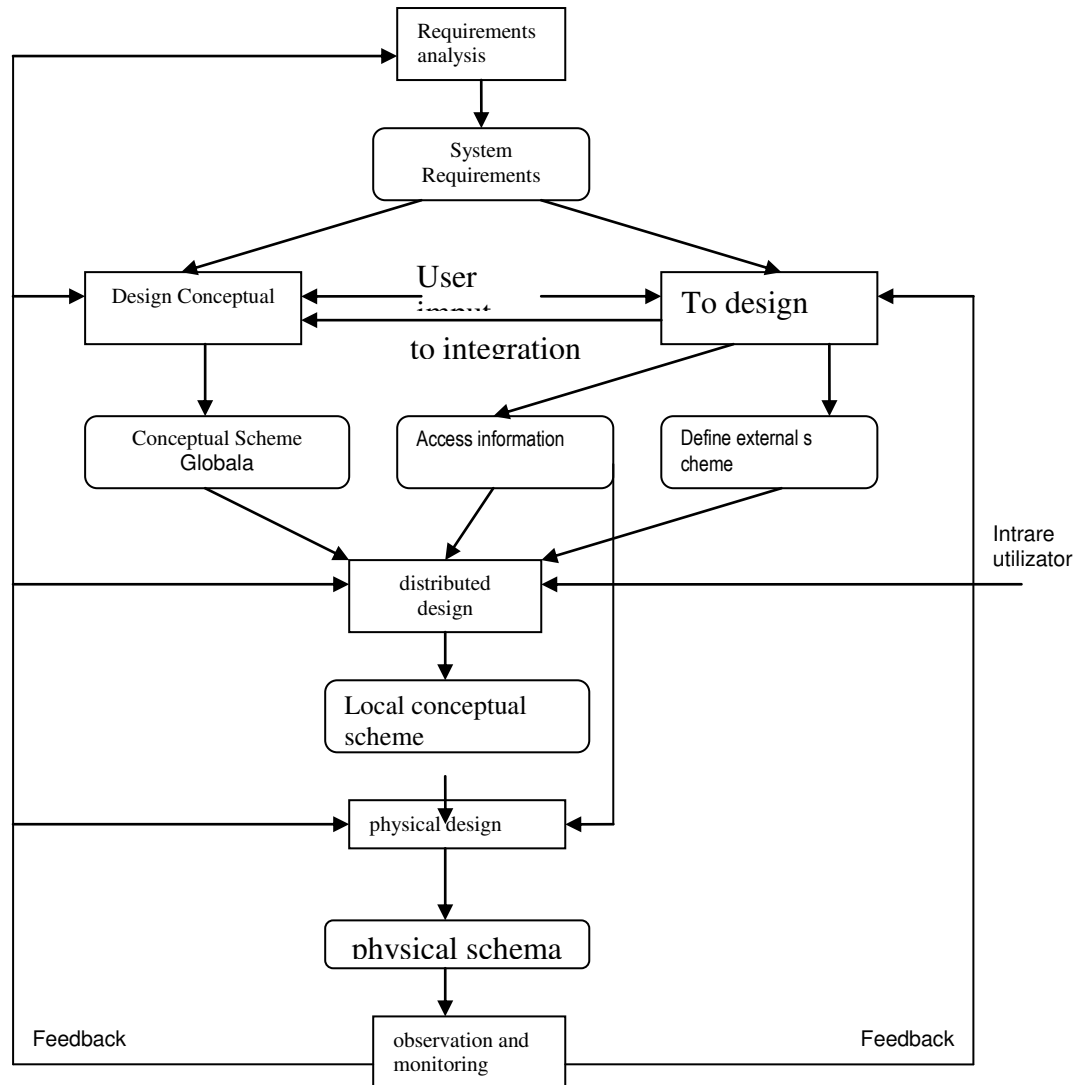 Requirements
analysis
System
Requirements
Design Conceptual
User
imput
To design
to integration
Conceptual Scheme
Globala
Access information
Define external s
cheme
Intrare
utilizator
distributed
design
Local conceptual
scheme
physical design
physical schema
Feedback
observation and
monitoring
Feedback